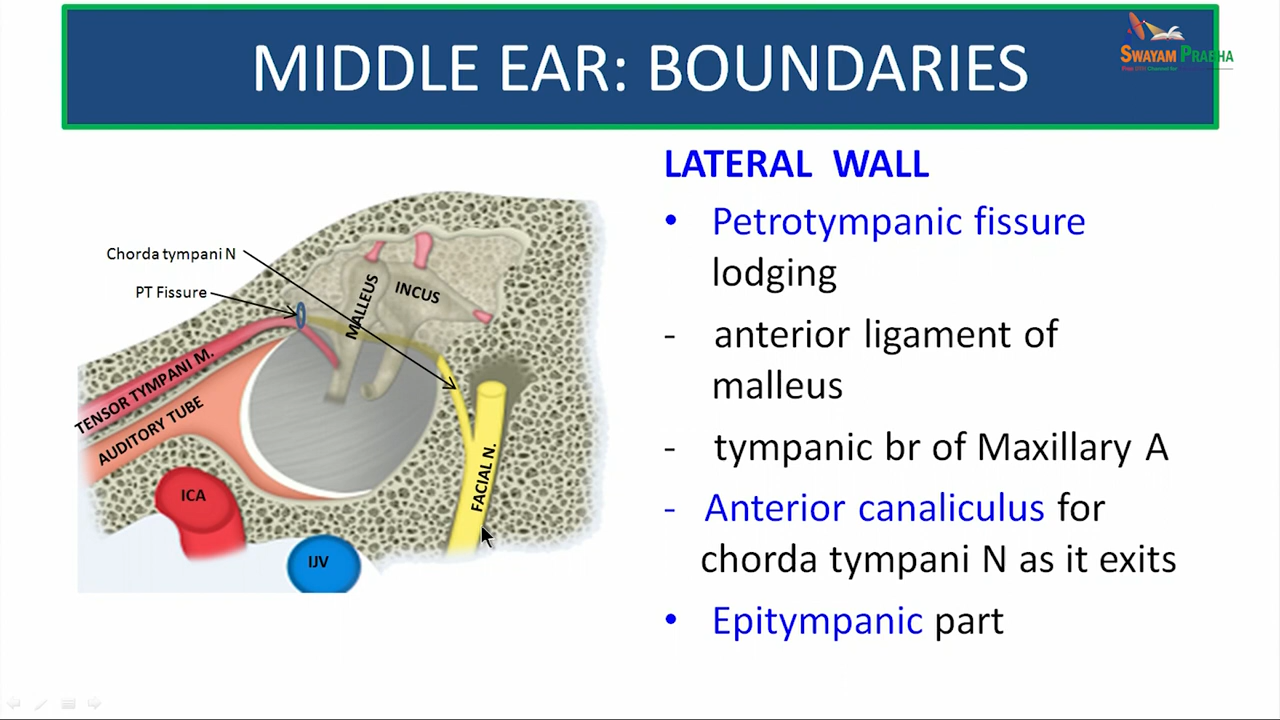 MIDDLE EAR: BOUNDARIES
SWAYAM PRABHA
LATERAL WALL
• Petrotympanic fissure
lodging
- anterior ligament of
malleus
- tympanic br of Maxillary A
- Anterior canaliculus for
chorda tympani N as it exits
• Epitympanic part
Chorda tympani N
PT Fissure
MALLEUS
INCUS
TENSOR TYMPANI M.
AUDITORY TUBE
ICA
IJV
FACIAL N.